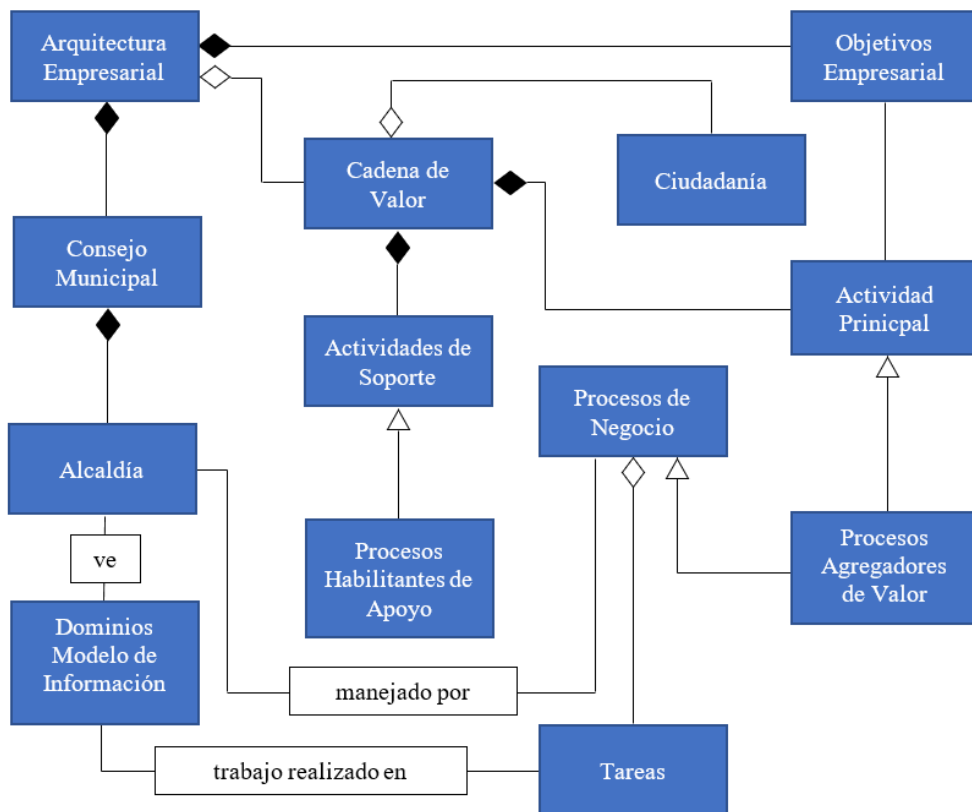 Arquitectura
Empresarial
Objetivos
Empresarial
Cadena de
Valor
Ciudadanía
Consejo
Municipal
Actividad
Prinicpal
Actividades de
Soporte
Procesos de
Negocio
Alcaldía
Procesos
Habilitantes de
Apoyo
Procesos
Agregadores
de Valor
ve
Dominios
Modelo de
Información
manejado por
trabajo realizado en
Tareas